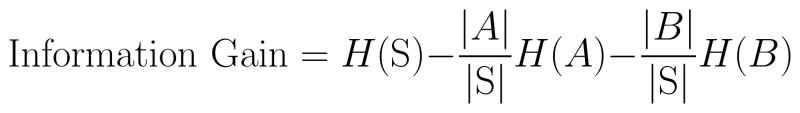 Information Gain = H(S)−|A|/|S| H(A)−|B|/|S| H(B)